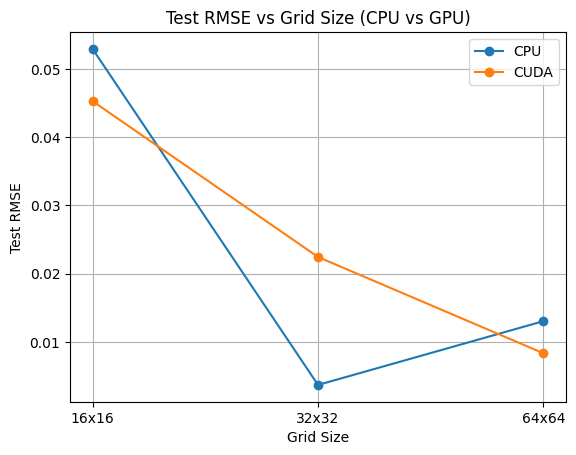 Test RMSE vs Grid Size (CPU vs GPU)
CPU
CUDA
Test RMSE
0.05
0.04
0.03
0.02
0.01
16x16
32x32
64x64
Grid Size